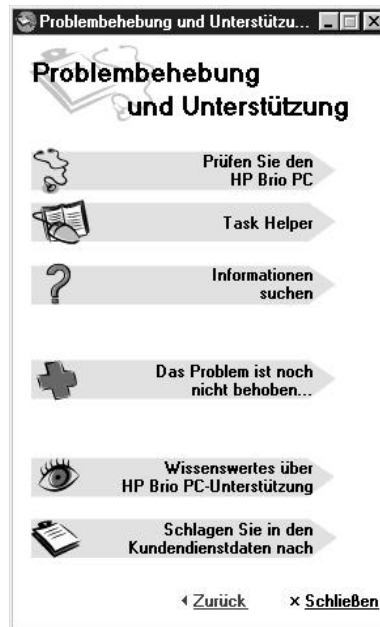 Problembehebung und Unterstützu...
Problembehebung
und Unterstützung
Prüfen Sie den
HP Brio PC
Task Helper
Informationen
suchen
Das Problem ist noch
nicht behoben...
Wissenswertes über
HP Brio PC-Unterstützung
Schlagen Sie in den
Kundendienstdaten nach
Zurück × Schließen